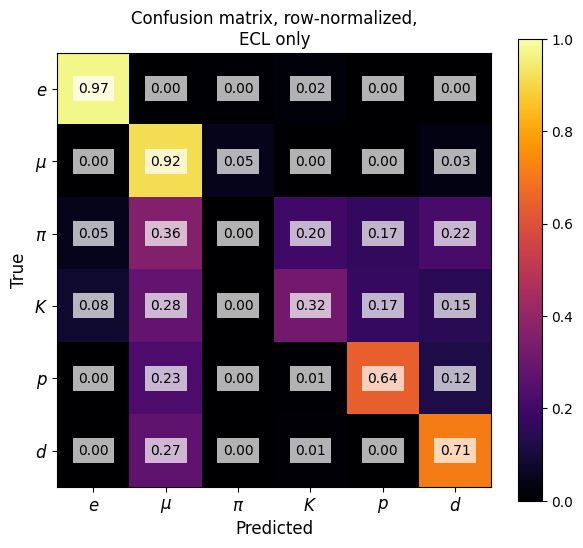 Confusion matrix, row-normalized,
ECL only
e 0.97 0.00 0.00 0.02 0.00 0.00
μ 0.00 0.92 0.05 0.00 0.00 0.03
π 0.05 0.36 0.00 0.20 0.17 0.22
K 0.08 0.28 0.00 0.32 0.17 0.15
p 0.00 0.23 0.00 0.01 0.64 0.12
d 0.00 0.27 0.00 0.01 0.00 0.71
e μ π K p d
True
Predicted
1.0
0.8
0.6
0.4
0.2
0.0